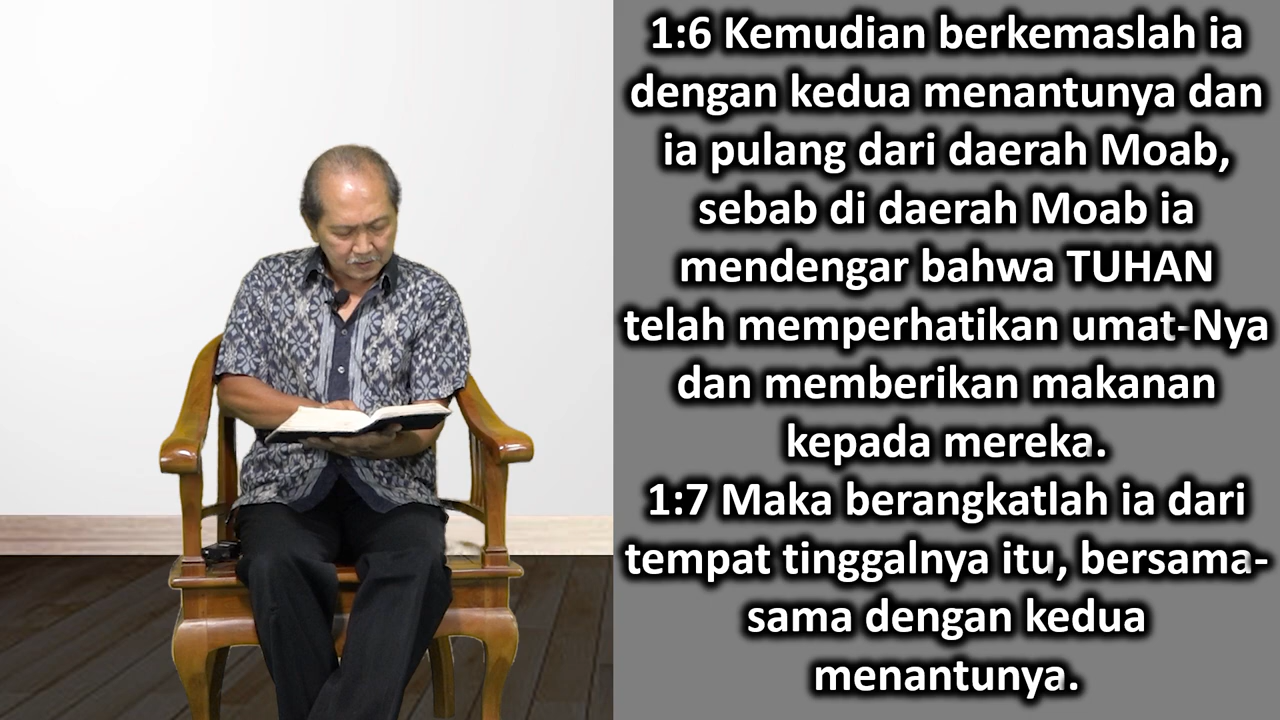 1:6 Kemudian berkemaslah ia
dengan kedua menantunya dan
ia pulang dari daerah Moab,
sebab di daerah Moab ia
mendengar bahwa TUHAN
telah memperhatikan umat-Nya
dan memberikan makanan
kepada mereka.
1:7 Maka berangkatlah ia dari
tempat tinggalnya itu, bersama-
sama dengan kedua
menantunya.